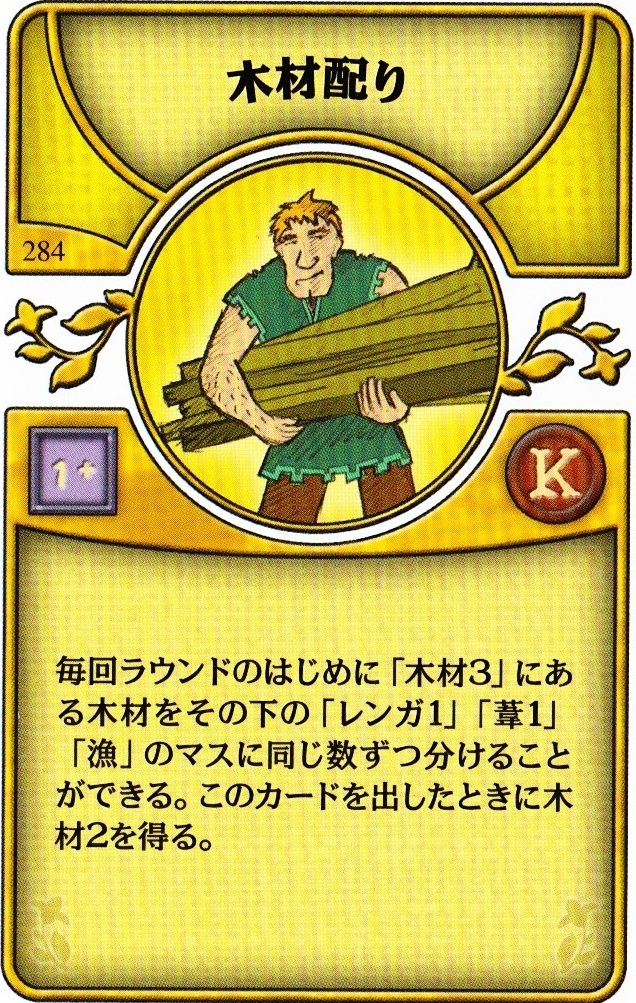 木材配り
284
1+
K
毎回ラウンドのはじめに「木材3」にあ
る木材をその下の「レンガ1」「葦1」
「漁」のマスに同じ数ずつ分けること
ができる。このカードを出したときに木
材2を得る。